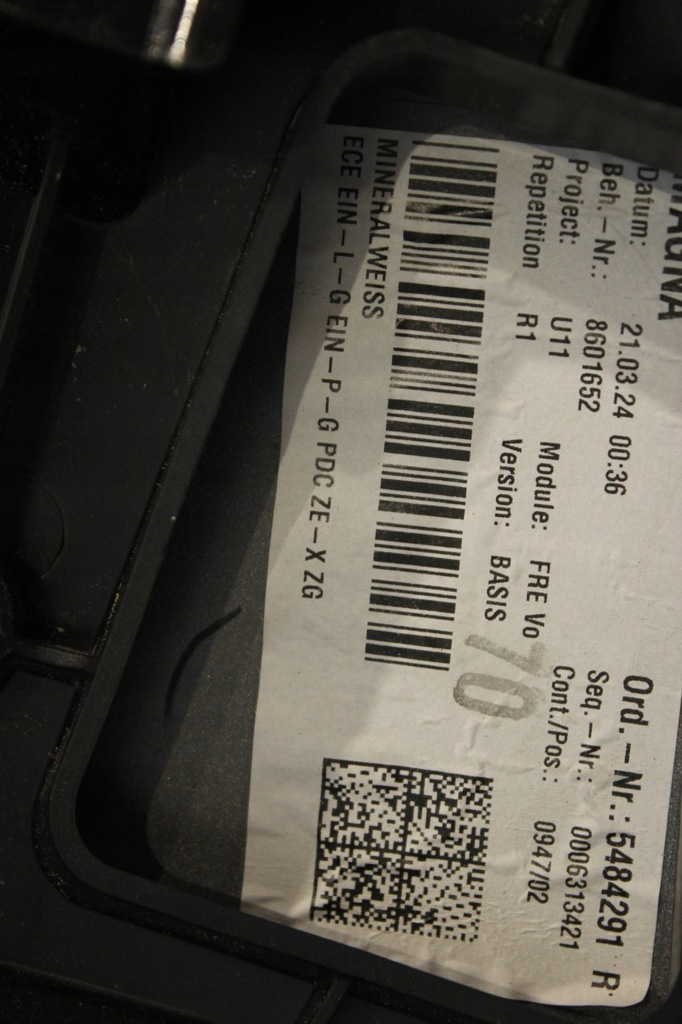 MAGNA
Datum: 21.03.24 00:36
Ord.-Nr.: 5484291 R
Beh.-Nr.: 8601652
Seq.-Nr.: 0006313421
Project: U11
Module: FRE Vo
Cont./Pos.: 0947/02
Repetition R1
Version: BASIS
70
MINERALWEISS
ECE EIN-L-G EIN-P-G PDC ZE-X ZG